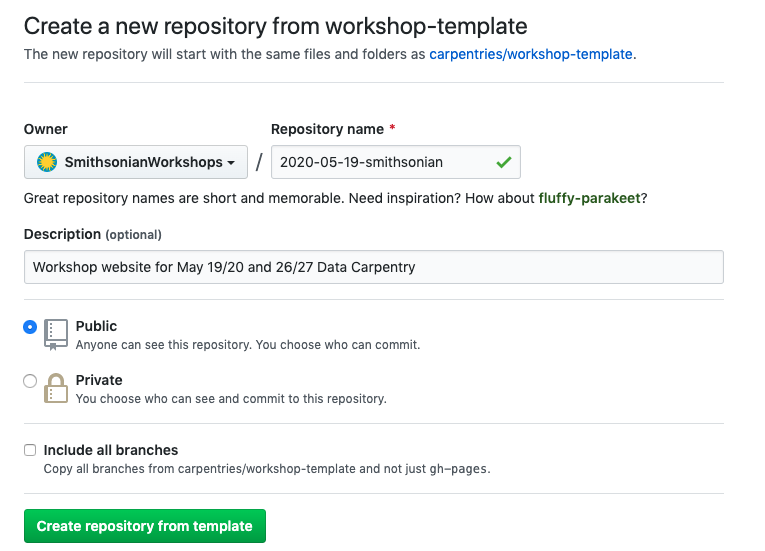 Create a new repository from workshop-template
The new repository will start with the same files and folders as carpentries/workshop-template.
Owner
Repository name *
SmithsonianWorkshops / 2020-05-19-smithsonian
Great repository names are short and memorable. Need inspiration? How about fluffy-parakeet?
Description (optional)
Workshop website for May 19/20 and 26/27 Data Carpentry
Public
Anyone can see this repository. You choose who can commit.
Private
You choose who can see and commit to this repository.
Include all branches
Copy all branches from carpentries/workshop-template and not just gh-pages.
Create repository from template